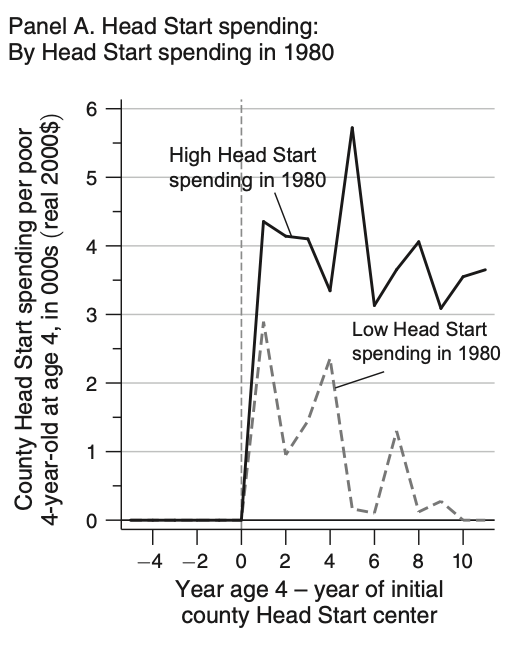 Panel A. Head Start spending:
By Head Start spending in 1980
County Head Start spending per poor
4-year-old at age 4, in 000s (real 2000$)
6
5
4
3
2
1
0
High Head Start
spending in 1980
Low Head Start
spending in 1980
−4 −2 0 2 4 6 8 10
Year age 4 – year of initial
county Head Start center